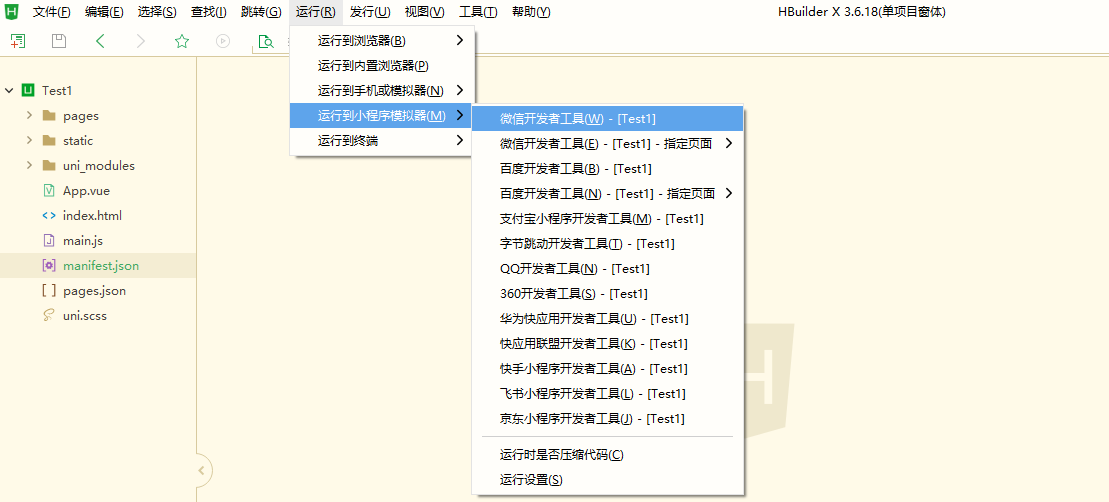 文件(F) 编辑(E) 选择(S) 查找(I) 跳转(G) 运行(R) 发行(U) 视图(V) 工具(T) 帮助(Y) HBuilder X 3.6.18(单项目窗体)
运行到浏览器(B)
运行到内置浏览器(P)
运行到手机或模拟器(N)
运行到小程序模拟器(M)
运行到终端
微信开发者工具(W) - [Test1]
微信开发者工具(E) - [Test1] - 指定页面
百度开发者工具(B) - [Test1]
百度开发者工具(N) - [Test1] - 指定页面
支付宝小程序开发者工具(M) - [Test1]
字节跳动开发者工具(T) - [Test1]
QQ开发者工具(N) - [Test1]
360开发者工具(S) - [Test1]
华为快应用开发者工具(U) - [Test1]
快应用联盟开发者工具(K) - [Test1]
快手小程序开发者工具(A) - [Test1]
飞书小程序开发者工具(L) - [Test1]
京东小程序开发者工具(J) - [Test1]
运行时是否压缩代码(C)
运行设置(S)
Test1
pages
static
uni_modules
App.vue
index.html
main.js
manifest.json
pages.json
uni.scss
H